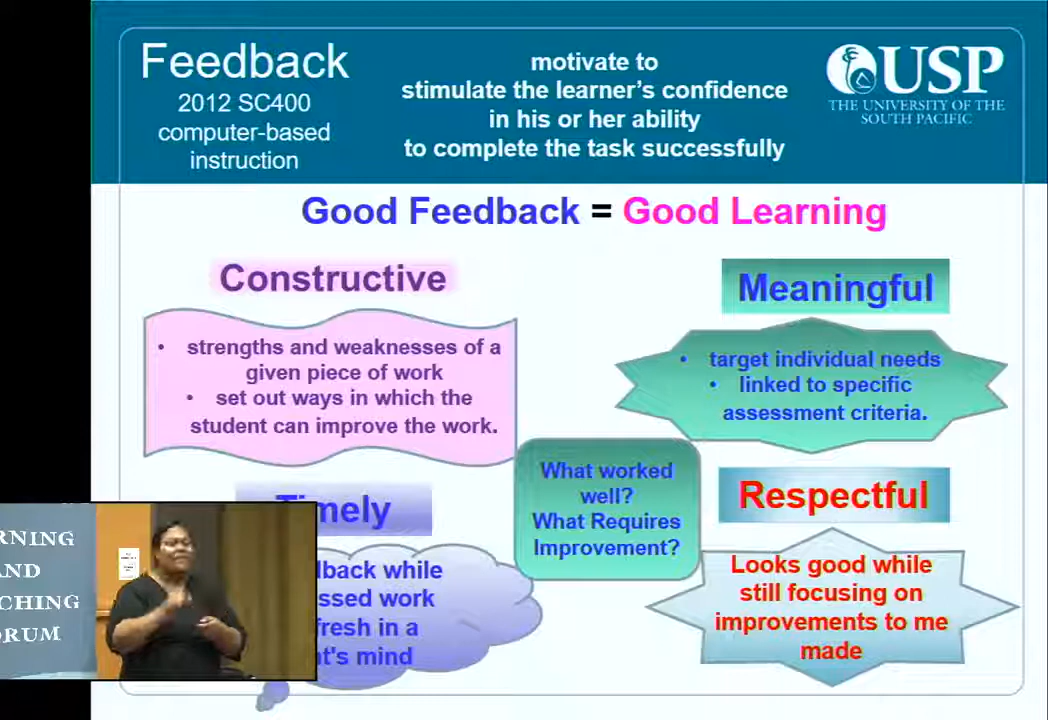 Feedback
2012 SC400
computer-based
instruction
motivate to
stimulate the learner's confidence
in his or her ability
to complete the task successfully
USP
THE UNIVERSITY OF THE
SOUTH PACIFIC
Good Feedback = Good Learning
Constructive
• strengths and weaknesses of a
given piece of work
• set out ways in which the
student can improve the work.
Meaningful
• target individual needs
• linked to specific
assessment criteria.
What worked
well?
What Requires
Improvement?
Timely
lback while
ssed work
fresh in a
t's mind
Respectful
Looks good while
still focusing on
improvements to me
made
RNING
AND
CHING
ORUM